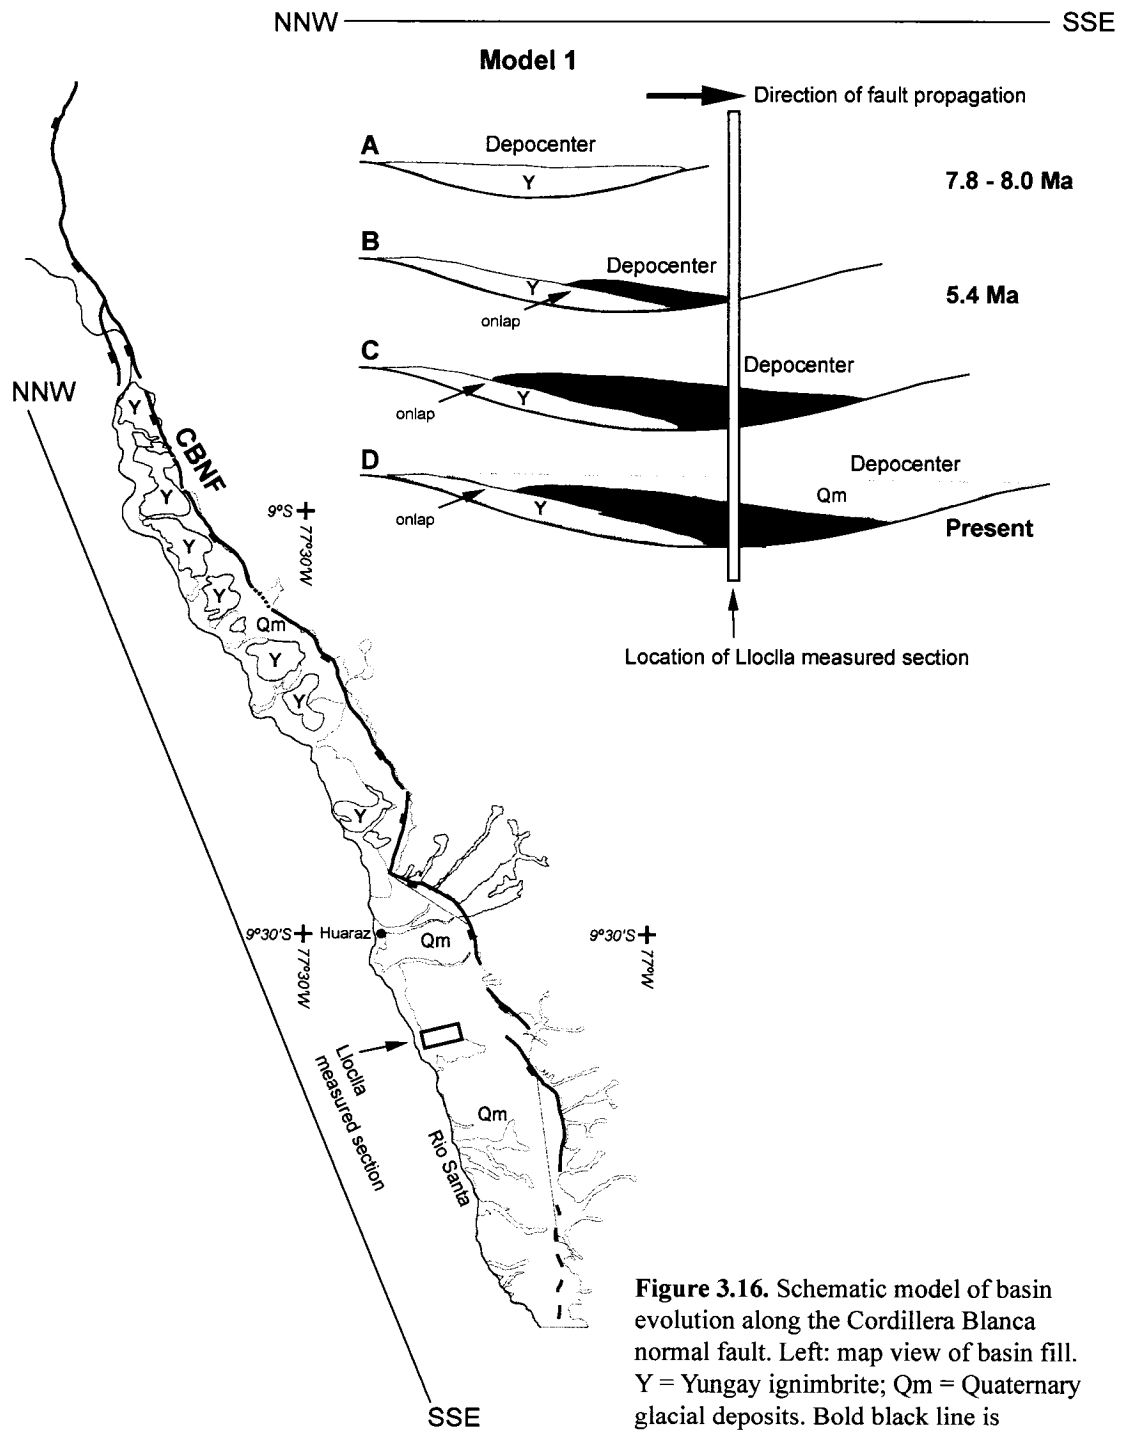 NNW SSE
Model 1
Direction of fault propagation
A
Depocenter
Y
7.8 - 8.0 Ma
B
Depocenter
Y
onlap
5.4 Ma
C
Depocenter
Y
onlap
D
Depocenter
Qm
Y
onlap
Present
Location of Lloclla measured section
NNW
Y
CBNF
Y
9°S
77°30'W
Y
Y
Qm
Y
Y
Y
9°30'S
77°30'W
Huaraz
Qm
9°30'S
77°W
Lloclla
measured section
Qm
Rio Santa
SSE
Figure 3.16. Schematic model of basin
evolution along the Cordillera Blanca
normal fault. Left: map view of basin fill.
Y = Yungay ignimbrite; Qm = Quaternary
glacial deposits. Bold black line is